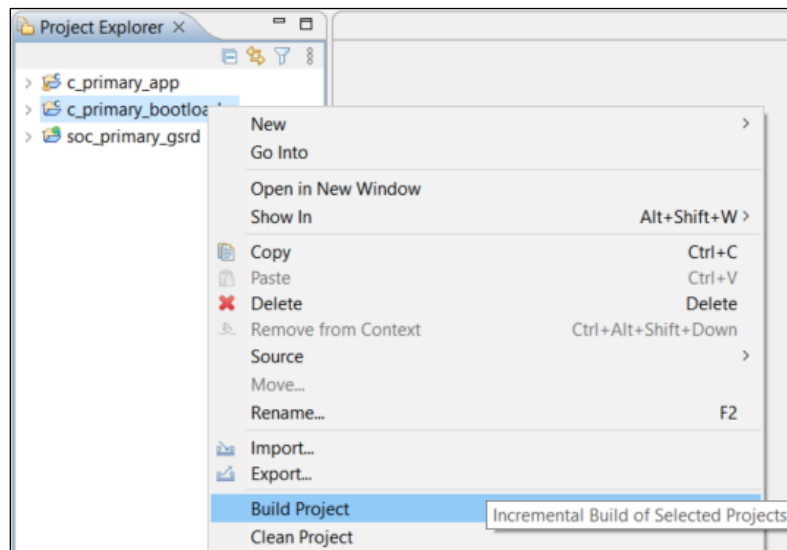 Project Explorer
c_primary_app
c_primary_bootloa
soc_primary_gsrd
New
Go Into
Open in New Window
Show In Alt+Shift+W
Copy Ctrl+C
Paste Ctrl+V
Delete Delete
Remove from Context Ctrl+Alt+Shift+Down
Source
Move...
Rename... F2
Import...
Export...
Build Project
Incremental Build of Selected Projects
Clean Project